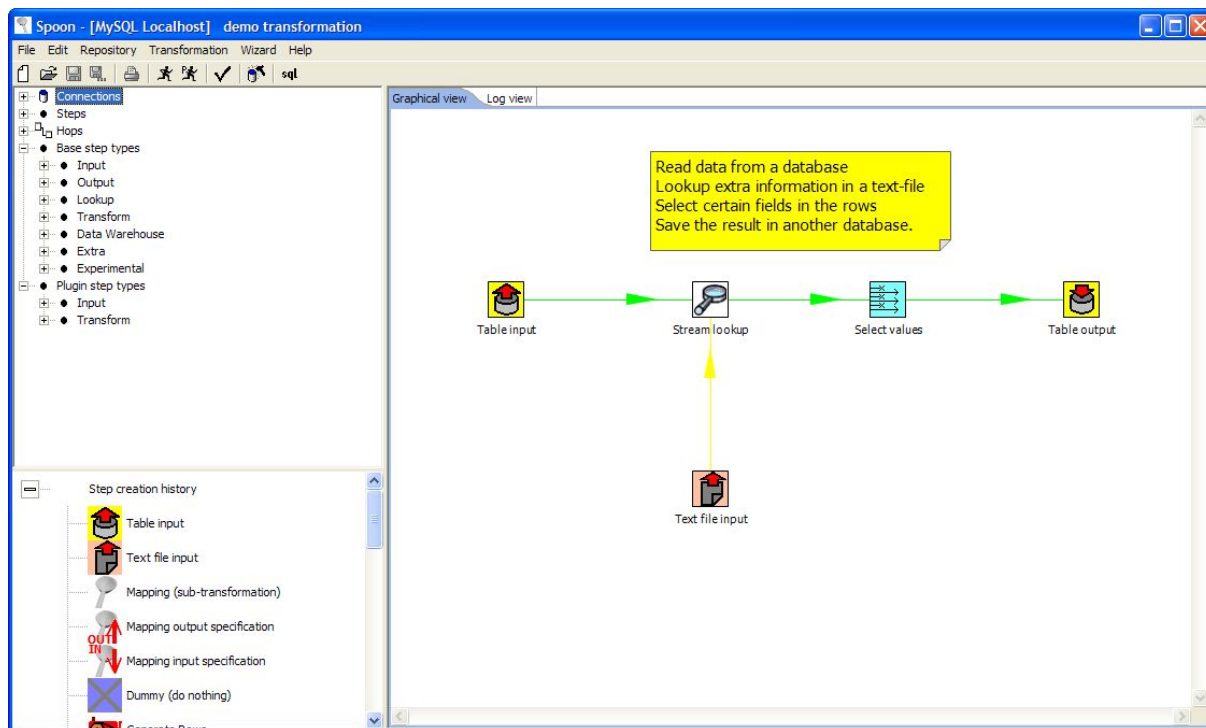 Spoon - [MySQL Localhost]   demo transformation
File Edit Repository Transformation Wizard Help
sql
Connections
Steps
Hops
Base step types
Input
Output
Lookup
Transform
Data Warehouse
Extra
Experimental
Plugin step types
Input
Transform
Step creation history
Table input
Text file input
Mapping (sub-transformation)
OUT
Mapping output specification
IN
Mapping input specification
Dummy (do nothing)
Generate Rows
Graphical view Log view
Read data from a database
Lookup extra information in a text-file
Select certain fields in the rows
Save the result in another database.
Table input Stream lookup Select values Table output
Text file input